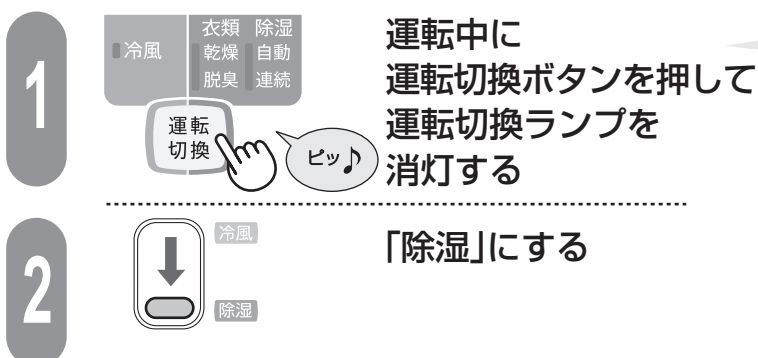 1
冷風
衣類 除湿
乾燥 自動
脱臭 連続
運転
切換
ピッ♪
運転中に
運転切換ボタンを押して
運転切換ランプを
消灯する
2
冷風
除湿
「除湿」にする